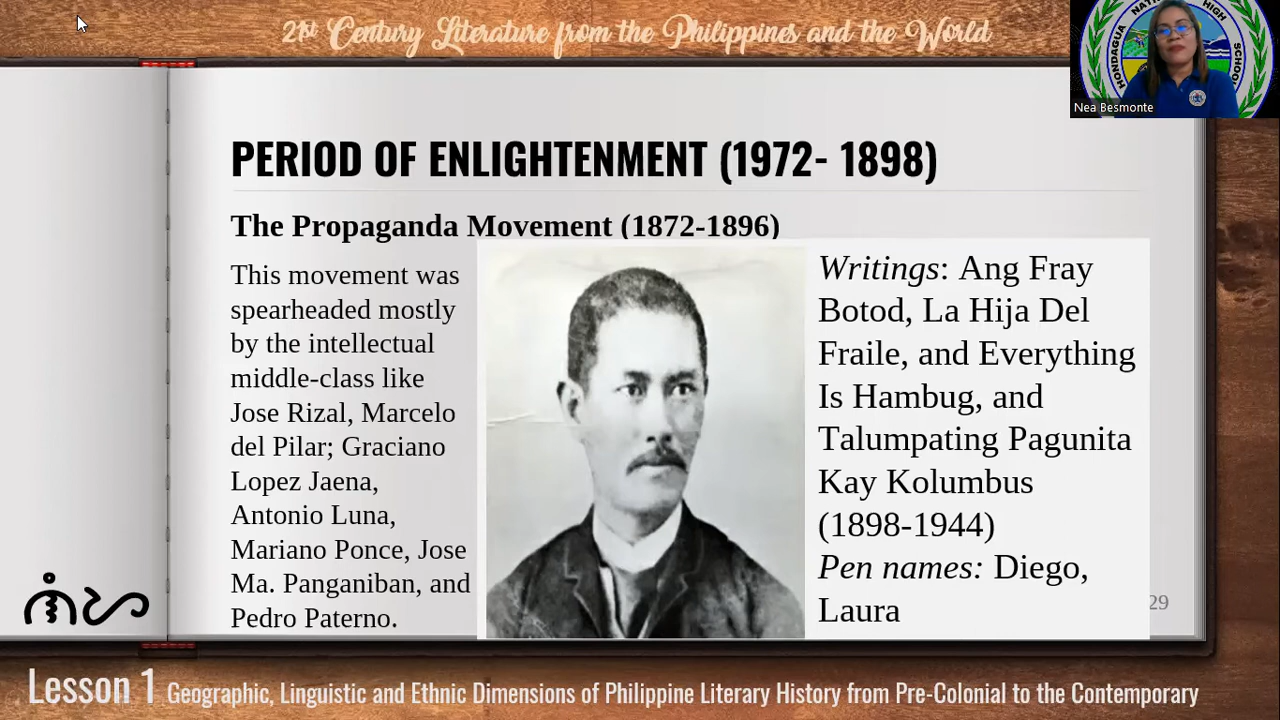 21st Century Literature from the Philippines and the World
HONDAGUA NATIONAL HIGH SCHOOL
Nea Besmonte
PERIOD OF ENLIGHTENMENT (1972- 1898)
The Propaganda Movement (1872-1896)
This movement was
spearheaded mostly
by the intellectual
middle-class like
Jose Rizal, Marcelo
del Pilar; Graciano
Lopez Jaena,
Antonio Luna,
Mariano Ponce, Jose
Ma. Panganiban, and
Pedro Paterno.
Writings: Ang Fray
Botod, La Hija Del
Fraile, and Everything
Is Hambug, and
Talumpating Pagunita
Kay Kolumbus
(1898-1944)
Pen names: Diego,
Laura
29
Lesson 1 Geographic, Linguistic and Ethnic Dimensions of Philippine Literary History from Pre-Colonial to the Contemporary